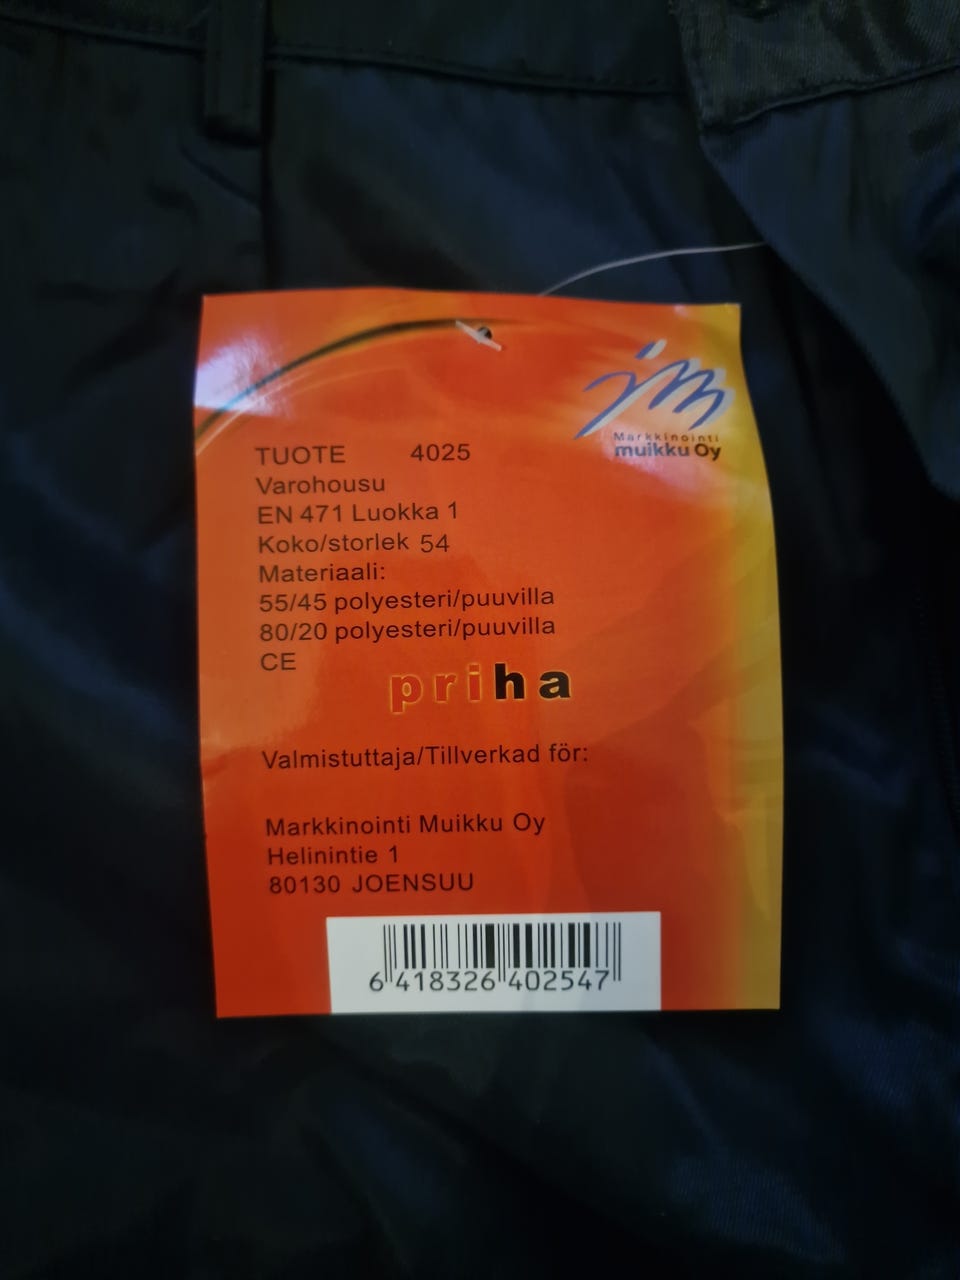 Markkinointi
muikku Oy
TUOTE 4025
Varohousu
EN 471 Luokka 1
Koko/storlek 54
Materiaali:
55/45 polyesteri/puuvilla
80/20 polyesteri/puuvilla
CE
priha
Valmistuttaja/Tillverkad för:
Markkinointi Muikku Oy
Helinintie 1
80130 JOENSUU
6 418326 402547